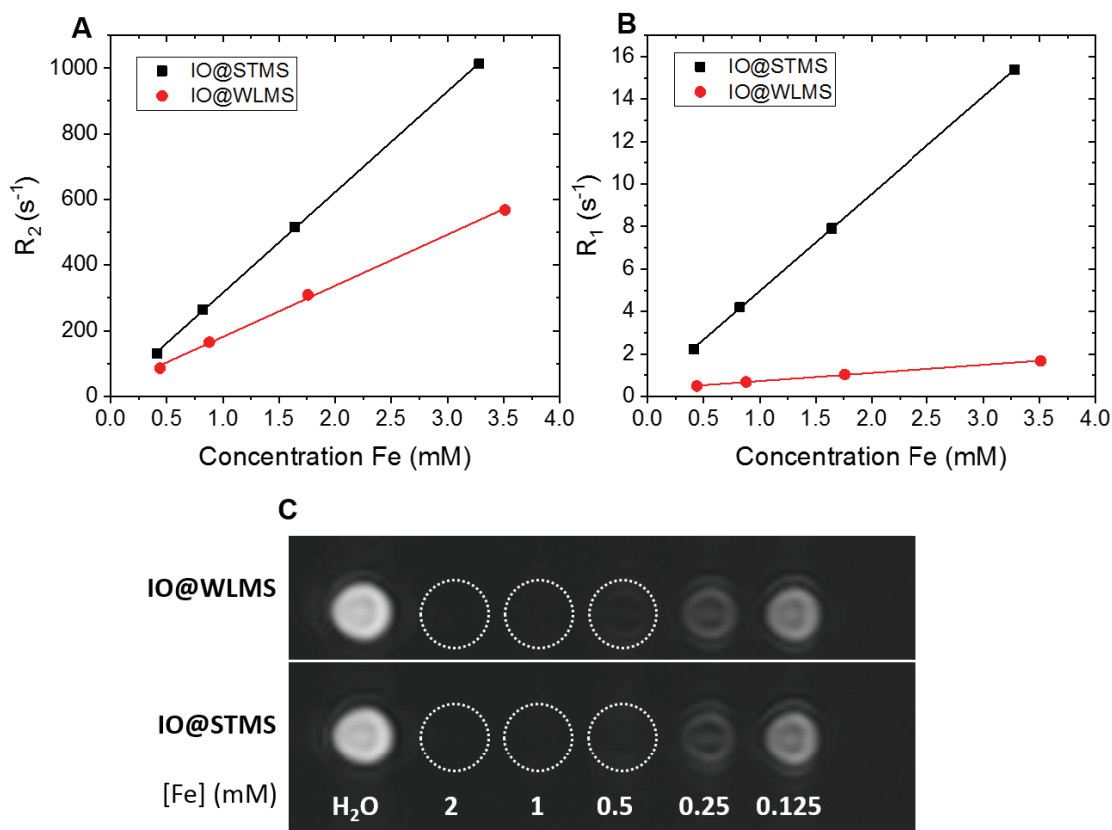 A
IO@STMS
IO@WLMS
1000
800
600
400
200
0
R2 (s-1)
0.0 0.5 1.0 1.5 2.0 2.5 3.0 3.5 4.0
Concentration Fe (mM)
B
IO@STMS
IO@WLMS
16
14
12
10
8
6
4
2
0
R1 (s-1)
0.0 0.5 1.0 1.5 2.0 2.5 3.0 3.5 4.0
Concentration Fe (mM)
C
IO@WLMS
IO@STMS
[Fe] (mM)
H2O 2 1 0.5 0.25 0.125